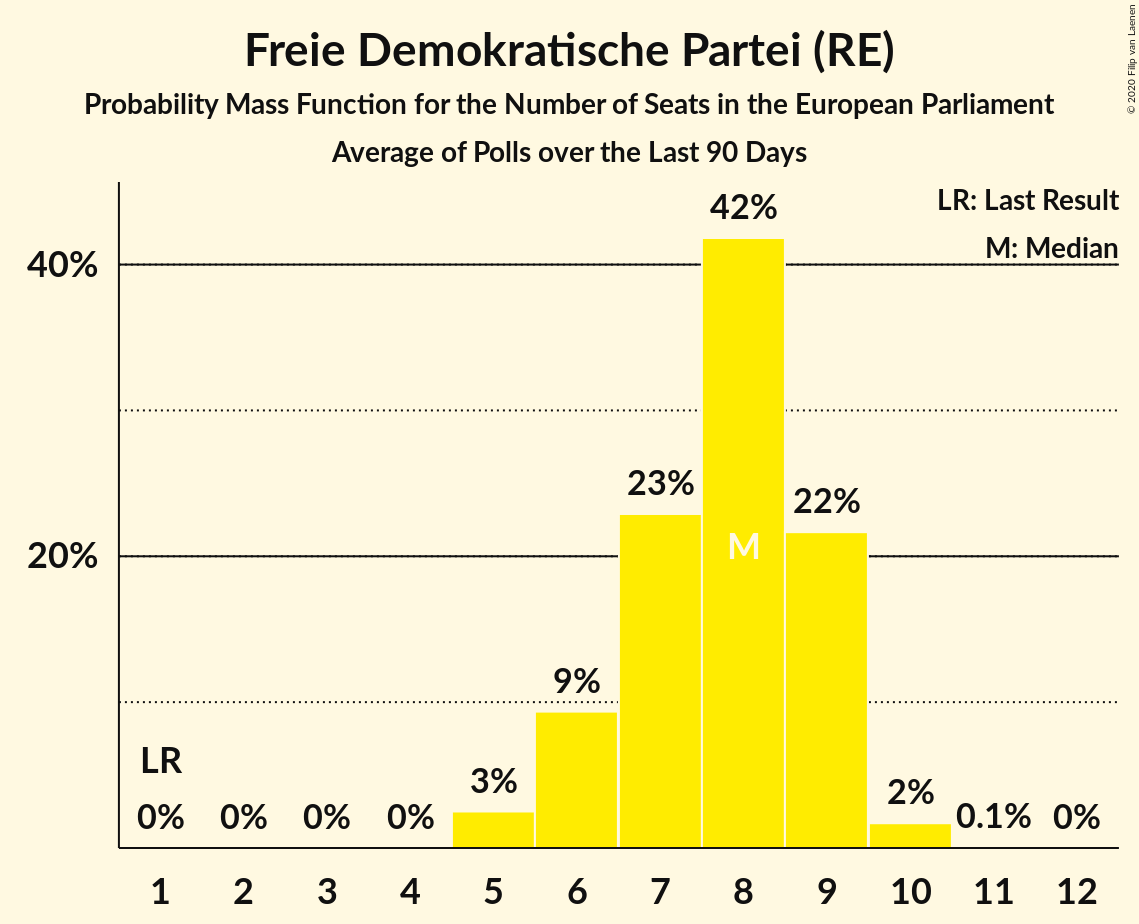 Freie Demokratische Partei (RE)
Probability Mass Function for the Number of Seats in the European Parliament
Average of Polls over the Last 90 Days
© 2020 Filip van Laenen
LR: Last Result
M: Median
40%
20%
LR
0%
0%
0%
0%
3%
9%
23%
42%
M
22%
2%
0.1%
0%
1 2 3 4 5 6 7 8 9 10 11 12